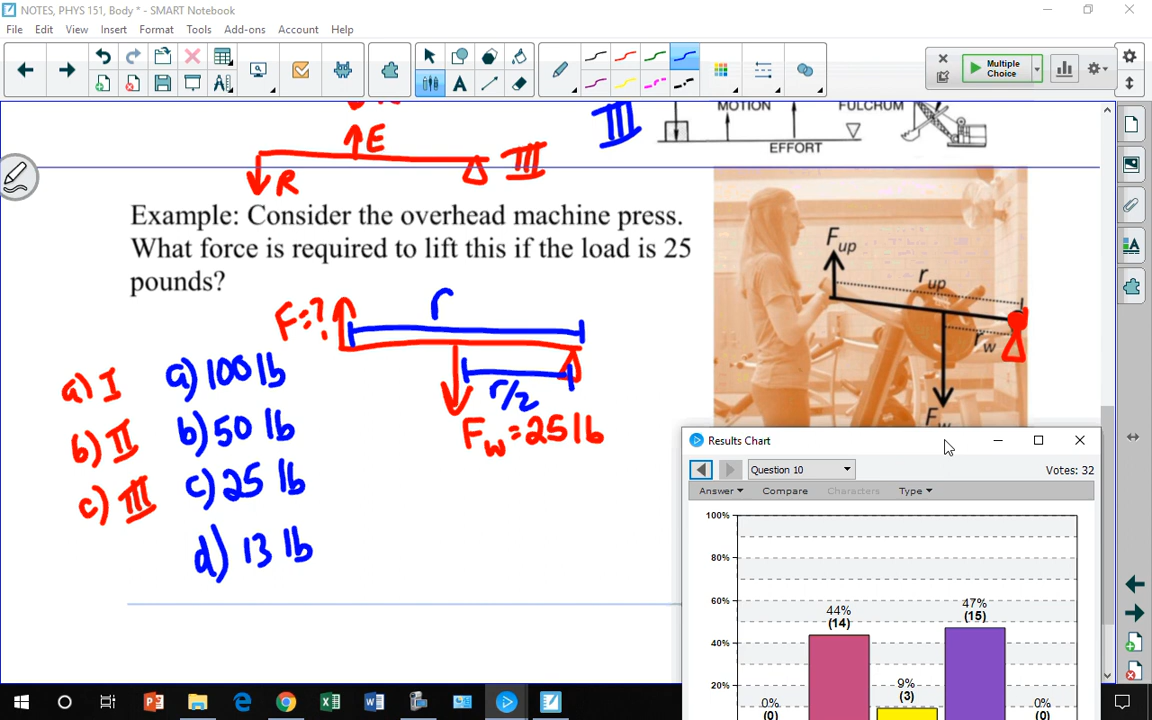 NOTES, PHYS 151, Body * - SMART Notebook
File Edit View Insert Format Tools Add-ons Account Help
A
Multiple
Choice
MOTION FULCRUM
III
EFFORT
E
III
R
Example: Consider the overhead machine press.
What force is required to lift this if the load is 25
pounds?
F=?
r
r/2
Fw=25 lb
a) I
b) II
c) III
a) 100 lb
b) 50 lb
c) 25 lb
d) 13 lb
Fup
rup
rw
Results Chart
Question 10
Votes: 32
Answer Compare Characters Type
100%
80%
60%
40%
20%
0%
(0)
44%
(14)
9%
(3)
47%
(15)
0%
(0)